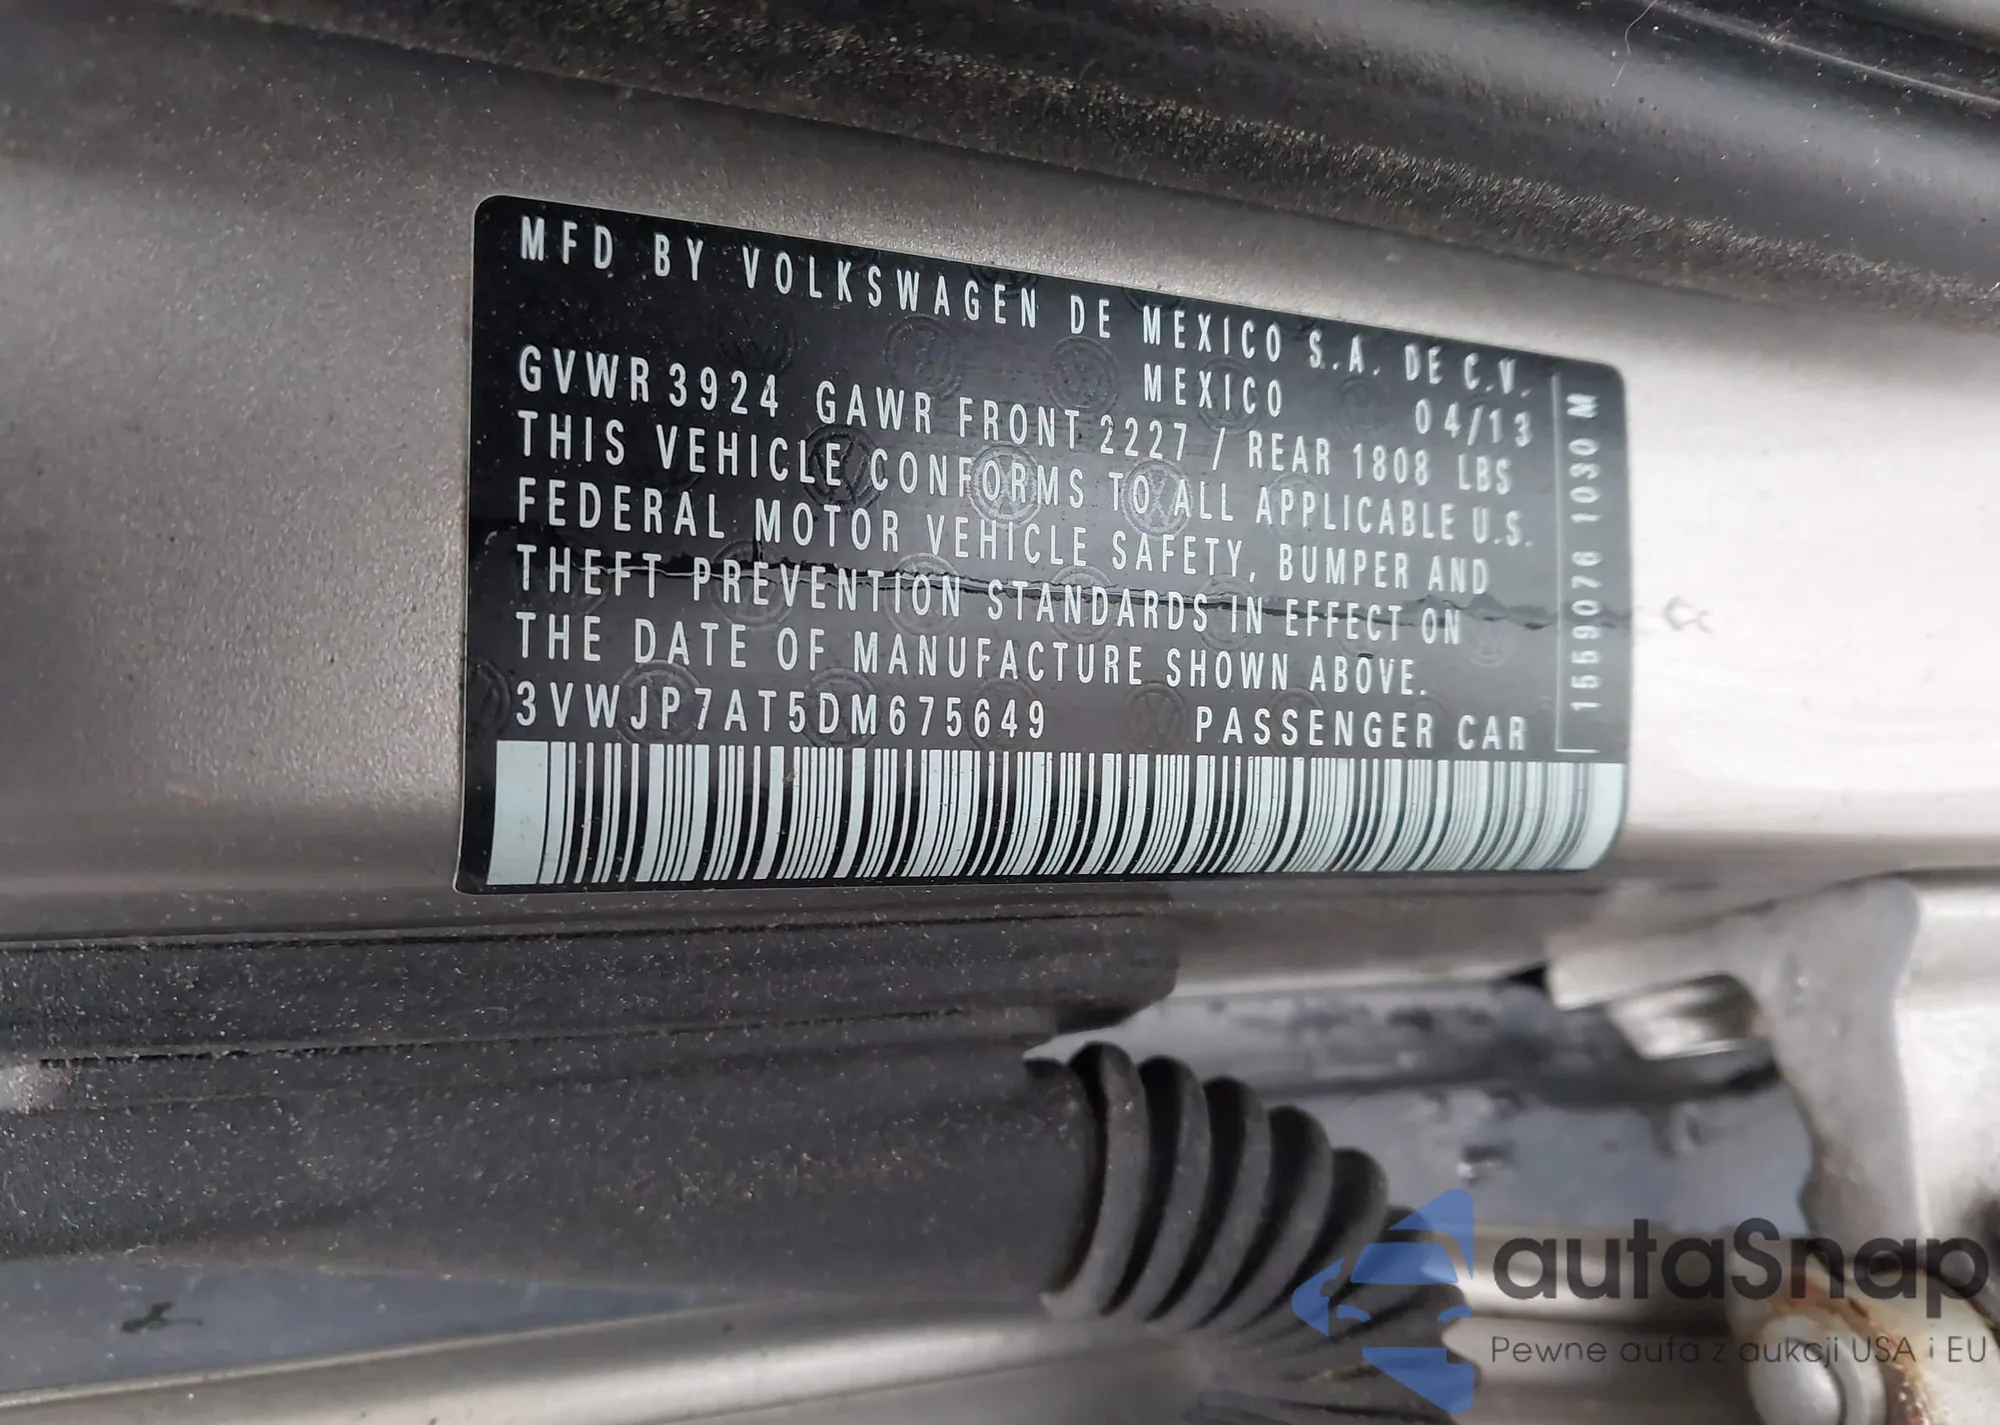 MFD BY VOLKSWAGEN DE MEXICO S.A. DE C.V.
MEXICO 04/13
GVWR 3924 GAWR FRONT 2227 / REAR 1808 LBS
THIS VEHICLE CONFORMS TO ALL APPLICABLE U.S.
FEDERAL MOTOR VEHICLE SAFETY, BUMPER AND
THEFT PREVENTION STANDARDS IN EFFECT ON
THE DATE OF MANUFACTURE SHOWN ABOVE.
3VWJP7AT5DM675649 PASSENGER CAR
1559076 1030 M
autaSnap
Pewne auta z aukcji USA i EU